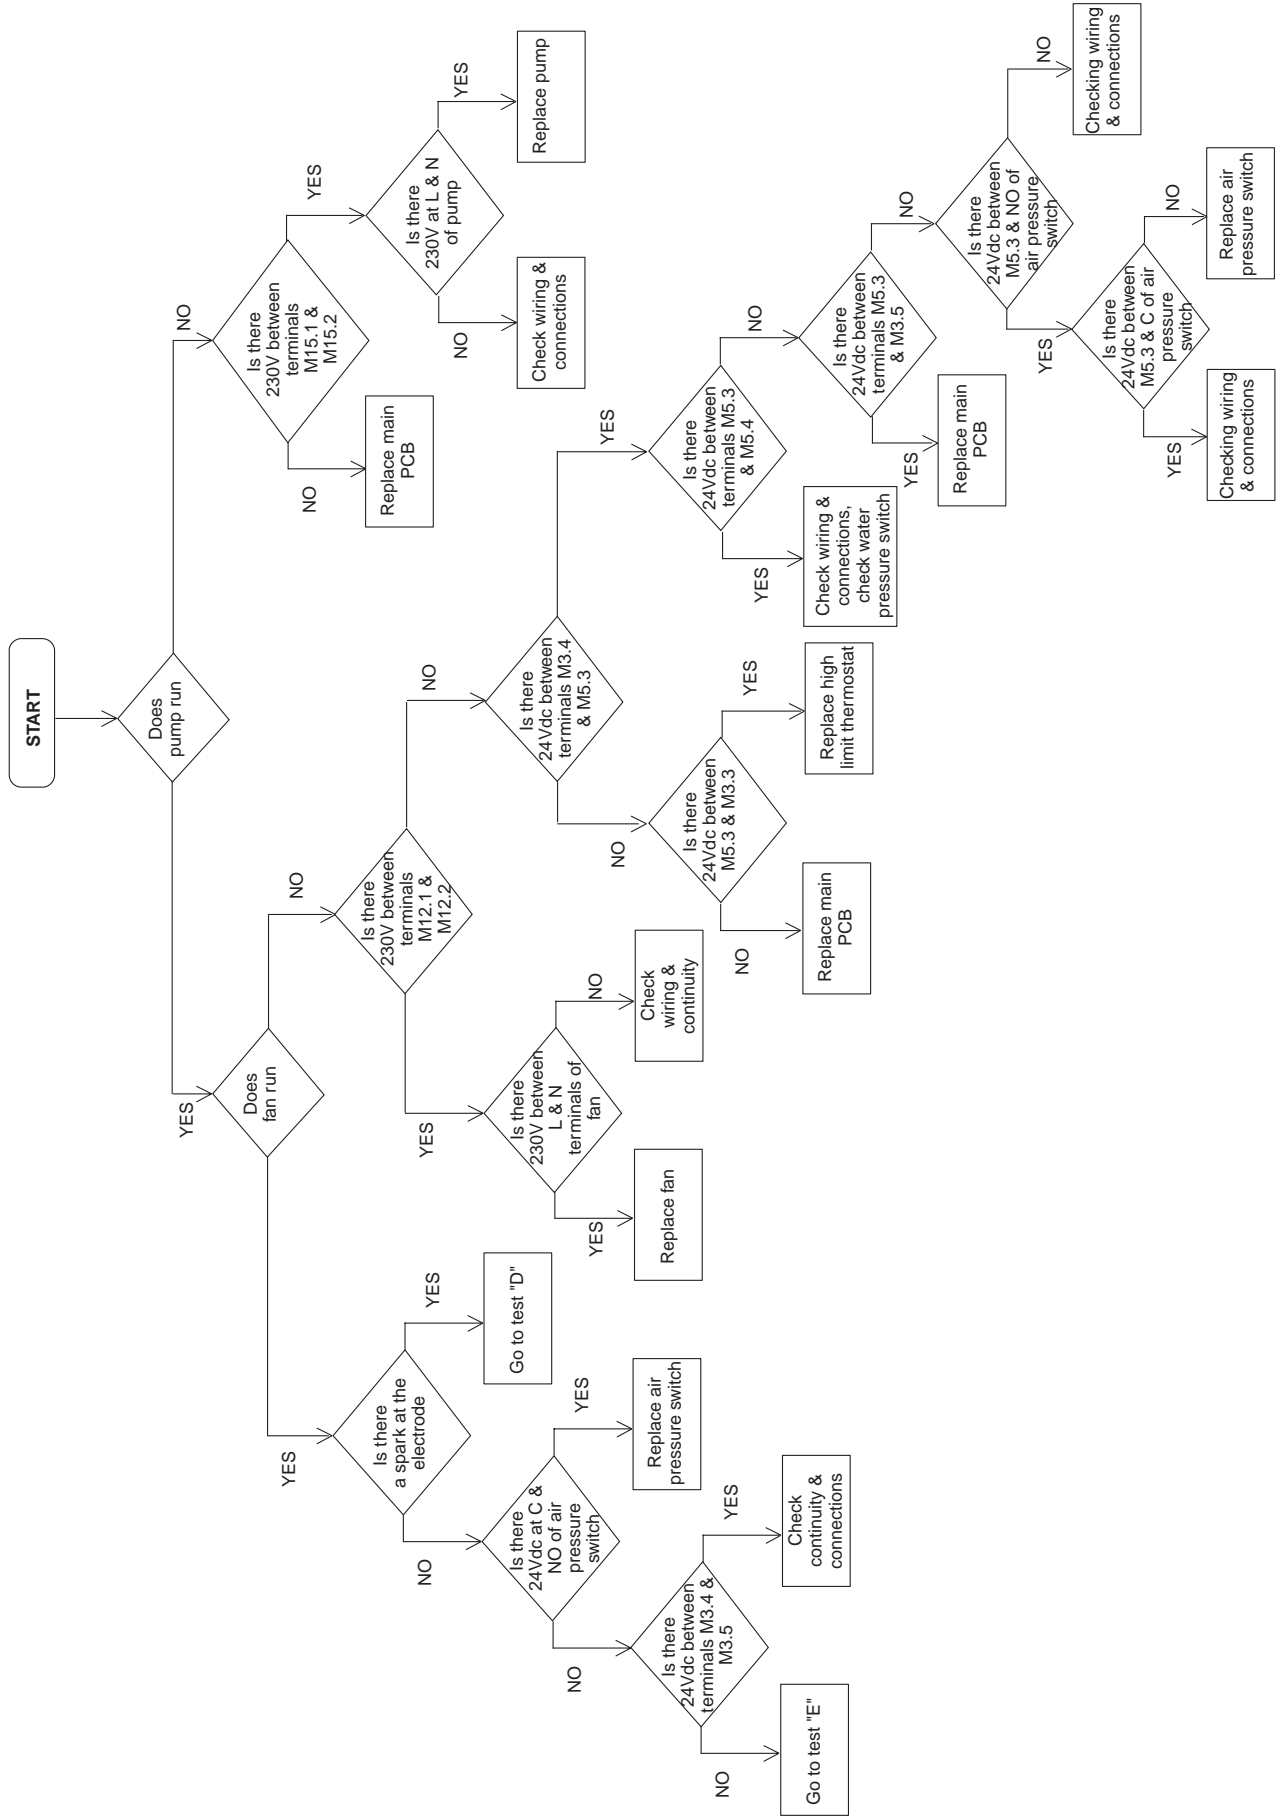 START
Does
pump run
YES
NO
Does
fan run
Is there
230V between
terminals
M15.1 &
M15.2
YES
NO
NO
YES
Is there
a spark at the
electrode
Is there
230V between
terminals
M12.1 &
M12.2
Replace main
PCB
Is there
230V at L & N
of pump
NO
YES
YES
NO
NO
YES
Is there
24Vdc at C &
NO of air
pressure
switch
Go to test "D"
Is there
230V between
L & N
terminals of
fan
Is there
24Vdc between
terminals M3.4
& M5.3
Check wiring &
connections
Replace pump
NO
YES
YES
NO
NO
YES
Is there
24Vdc between
terminals M3.4 &
M3.5
Replace air
pressure switch
Replace fan
Check
wiring &
continuity
Is there
24Vdc between
M5.3 & M3.3
Is there
24Vdc between
terminals M5.3
& M5.4
NO
YES
NO
YES
YES
NO
Go to test "E"
Check
continuity &
connections
Replace main
PCB
Replace high
limit thermostat
Check wiring &
connections,
check water
pressure switch
Is there
24Vdc between
terminals M5.3
& M3.5
YES
NO
Replace main
PCB
Is there
24Vdc between
M5.3 & NO of
air pressure
switch
YES
NO
Is there
24Vdc between
M5.3 & C of air
pressure
switch
Checking wiring
& connections
YES
NO
Checking wiring
& connections
Replace air
pressure switch